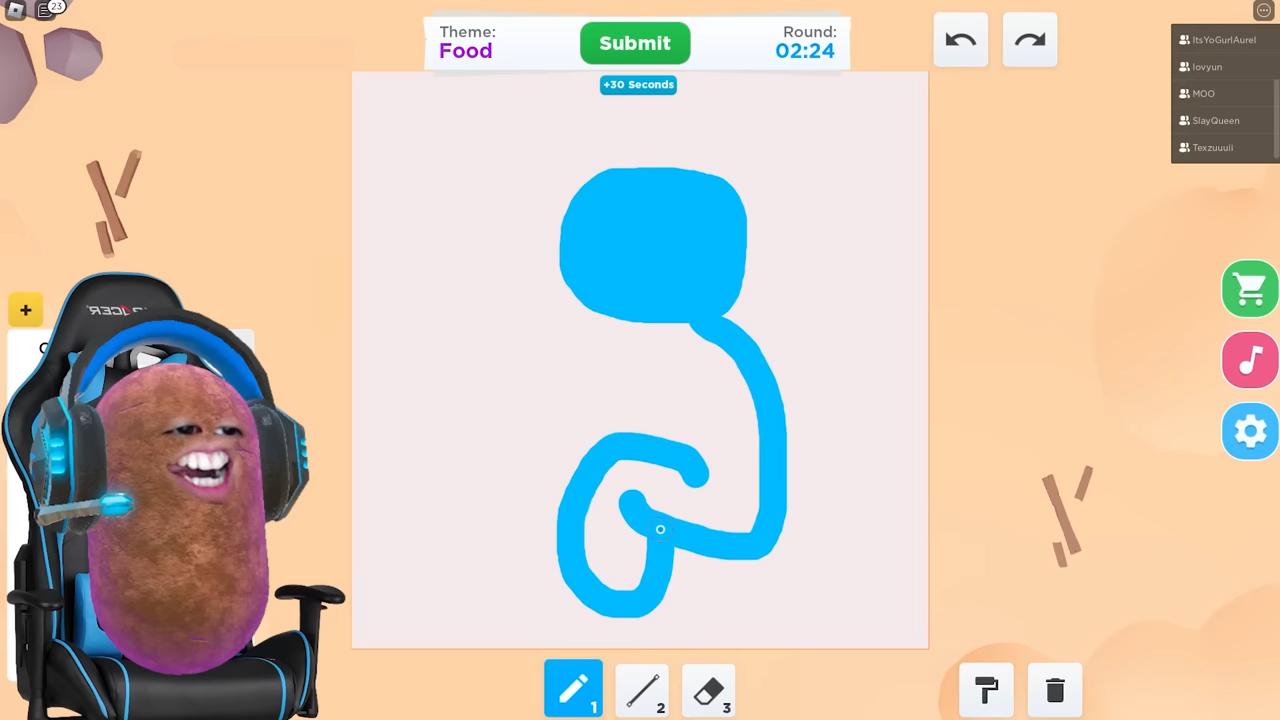 23
Theme:
Food
Submit
Round:
02:24
+30 Seconds
ItsYoGurlAurel
lovyun
MOO
SlayQueen
Texzuuuii
+
1
2
3